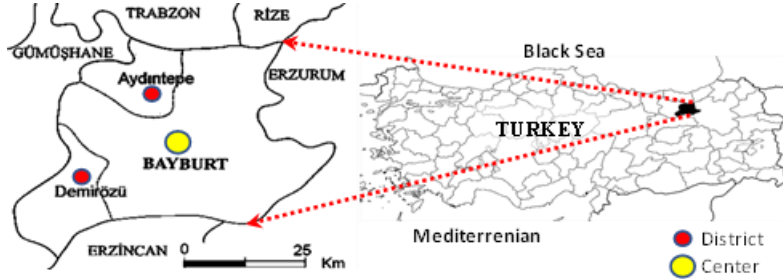 TRABZON
RİZE
GÜMÜŞHANE
Aydıntepe
ERZURUM
BAYBURT
Demirözü
ERZİNCAN
0 25
Km
Black Sea
TURKEY
Mediterrenian
District
Center